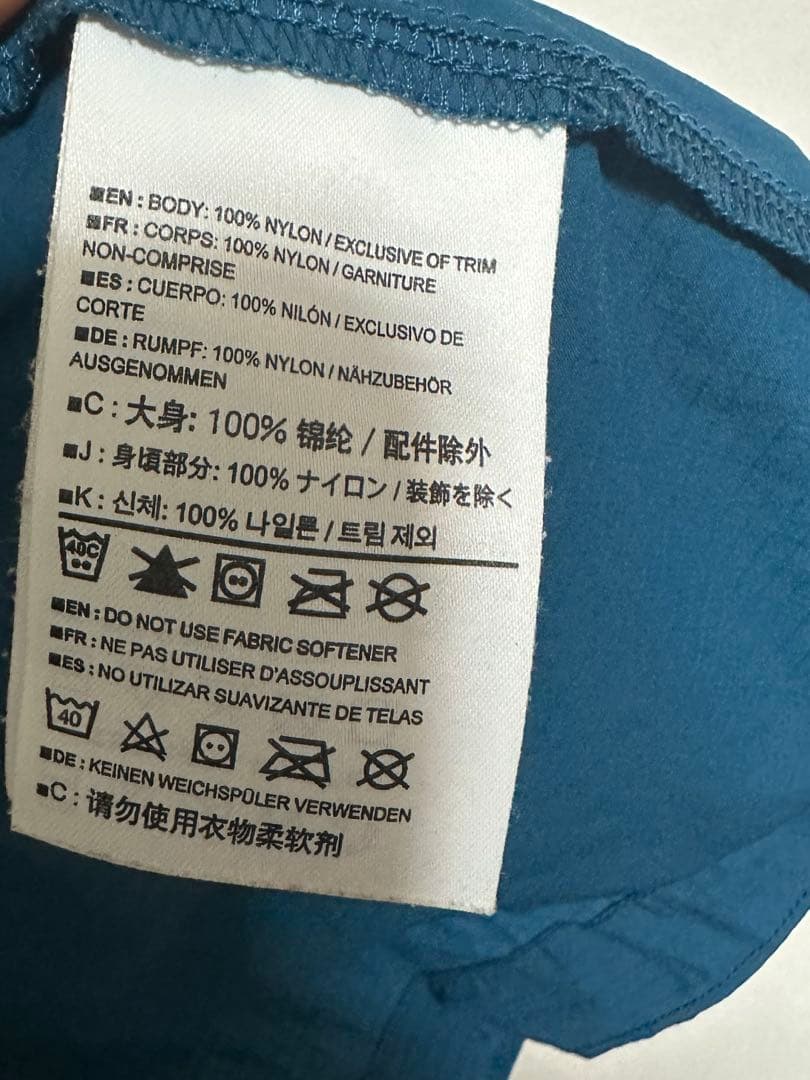 EN : BODY: 100% NYLON / EXCLUSIVE OF TRIM
FR : CORPS: 100% NYLON / GARNITURE
NON-COMPRISE
ES : CUERPO: 100% NILÓN / EXCLUSIVO DE
CORTE
DE : RUMPF: 100% NYLON / NÄHZUBEHÖR
AUSGENOMMEN
C : 大身: 100% 锦纶 / 配件除外
J : 身頃部分: 100% ナイロン / 装飾を除く
K : 신체: 100% 나일론 / 트림 제외
40C
EN : DO NOT USE FABRIC SOFTENER
FR : NE PAS UTILISER D'ASSOUPLISSANT
ES : NO UTILIZAR SUAVIZANTE DE TELAS
40
DE : KEINEN WEICHSPÜLER VERWENDEN
C : 请勿使用衣物柔软剂